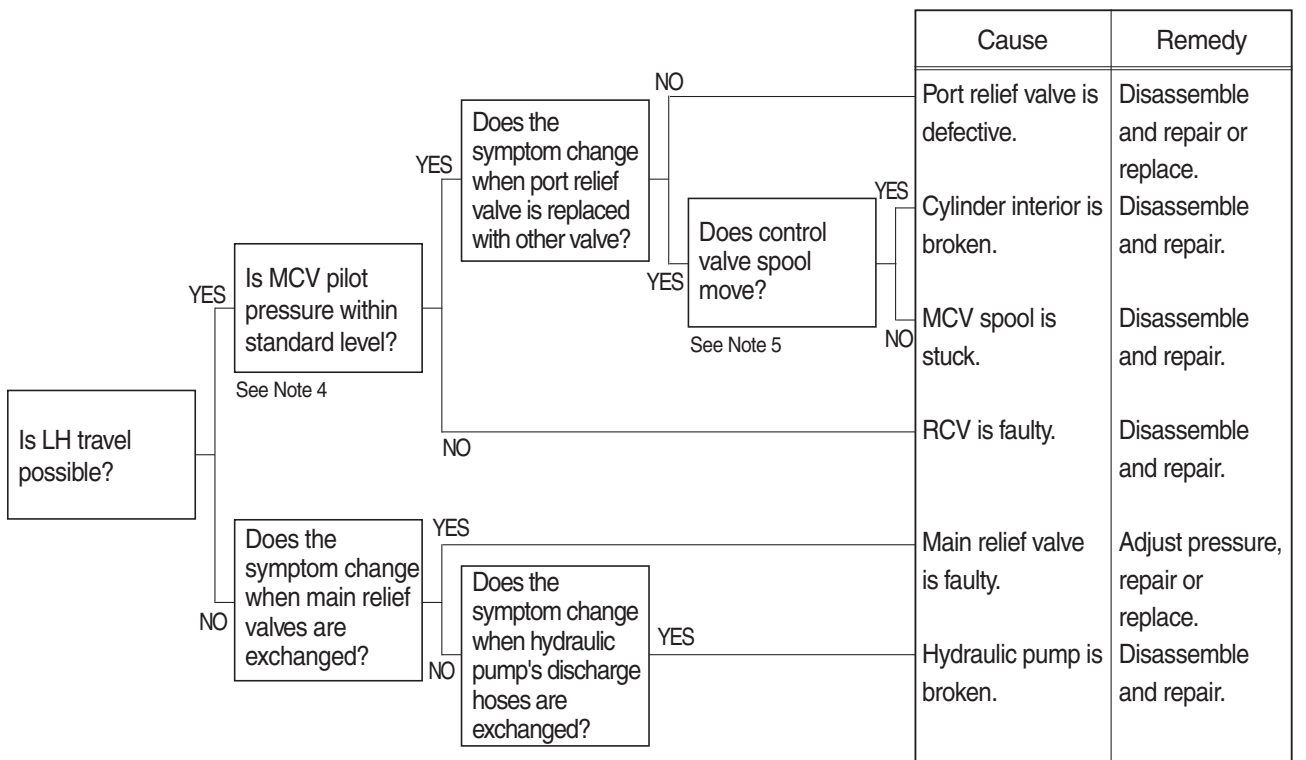 Cause
Remedy
NO
Port relief valve is
defective.
Disassemble
and repair or
replace.
Does the
symptom change
when port relief
valve is replaced
with other valve?
YES
YES
Cylinder interior is
broken.
Disassemble
and repair.
Does control
valve spool
move?
YES
See Note 5
NO
MCV spool is
stuck.
Disassemble
and repair.
Is MCV pilot
pressure within
standard level?
YES
See Note 4
NO
RCV is faulty.
Disassemble
and repair.
Is LH travel
possible?
Does the
symptom change
when main relief
valves are
exchanged?
NO
YES
Main relief valve
is faulty.
Adjust pressure,
repair or
replace.
Does the
symptom change
when hydraulic
pump's discharge
hoses are
exchanged?
NO
YES
Hydraulic pump is
broken.
Disassemble
and repair.